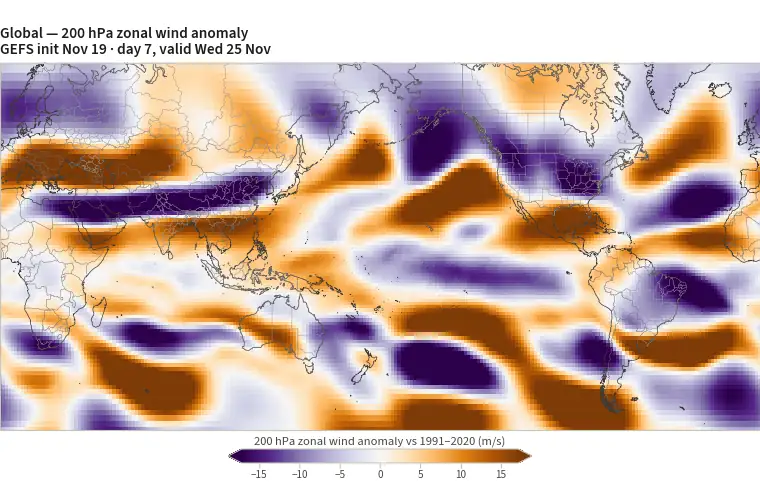 Global — 200 hPa zonal wind anomaly
GEFS init Nov 19 · day 7, valid Wed 25 Nov
200 hPa zonal wind anomaly vs 1991–2020 (m/s)
−15 −10 −5 0 5 10 15